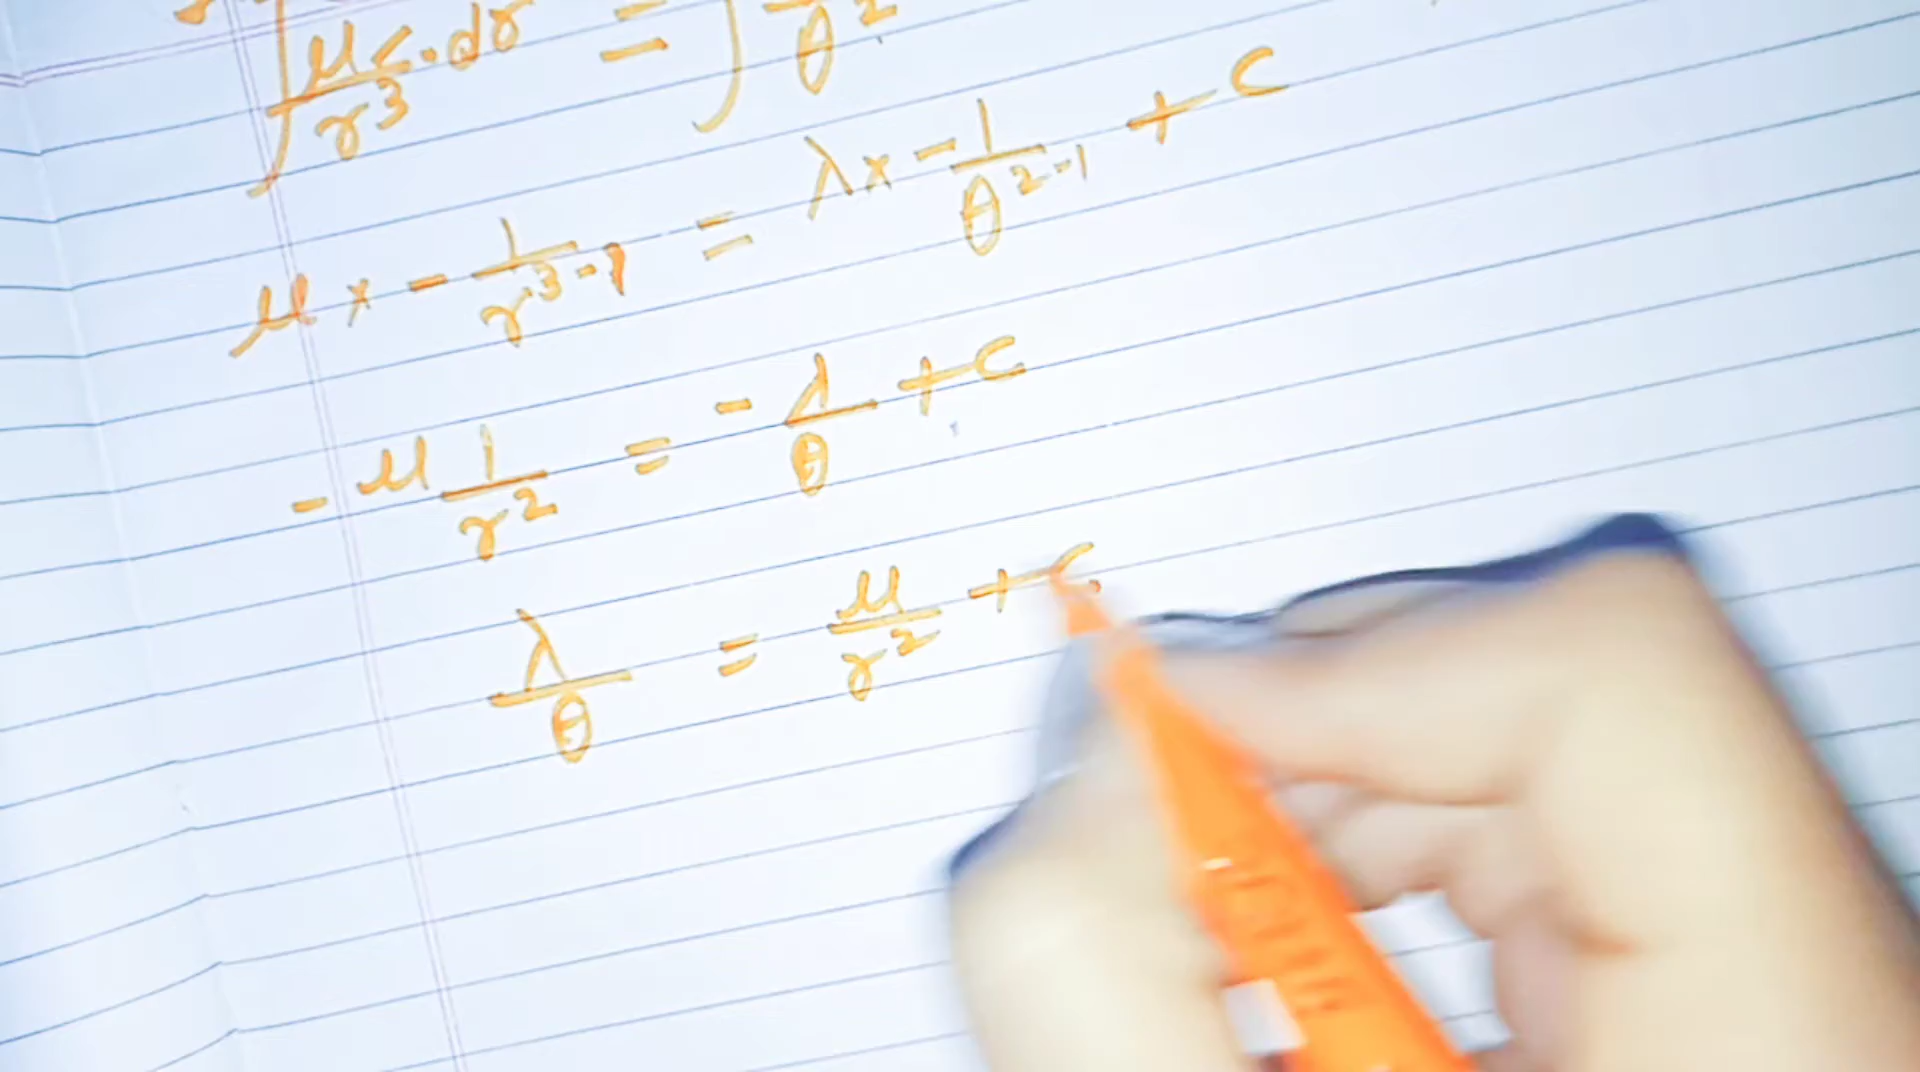 ∫ μ/r³ · dr = ∫ /θ²
μ × - 1/r³⁻¹ = λ × - 1/θ²⁻¹ + C
- μ 1/r² = - λ/θ + C
λ/θ = μ/r² + C